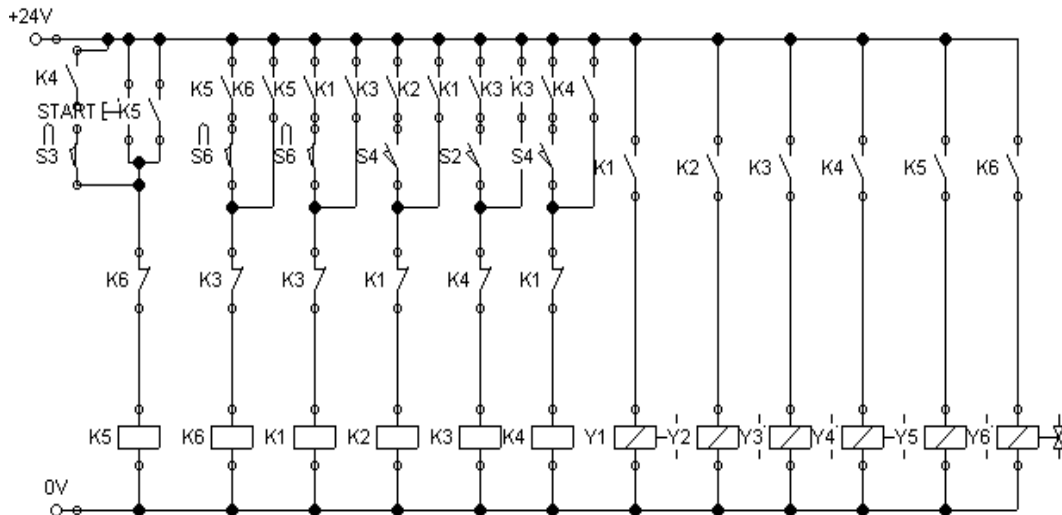 +24V
K4 K5 K6 K5 K1 K3 K2 K1 K3 K3 K4
START K5
S3 S6 S6 S4 S2 S4 K1 K2 K3 K4 K5 K6
K6 K3 K3 K1 K4 K1
K5 K6 K1 K2 K3 K4 Y1 Y2 Y3 Y4 Y5 Y6
0V